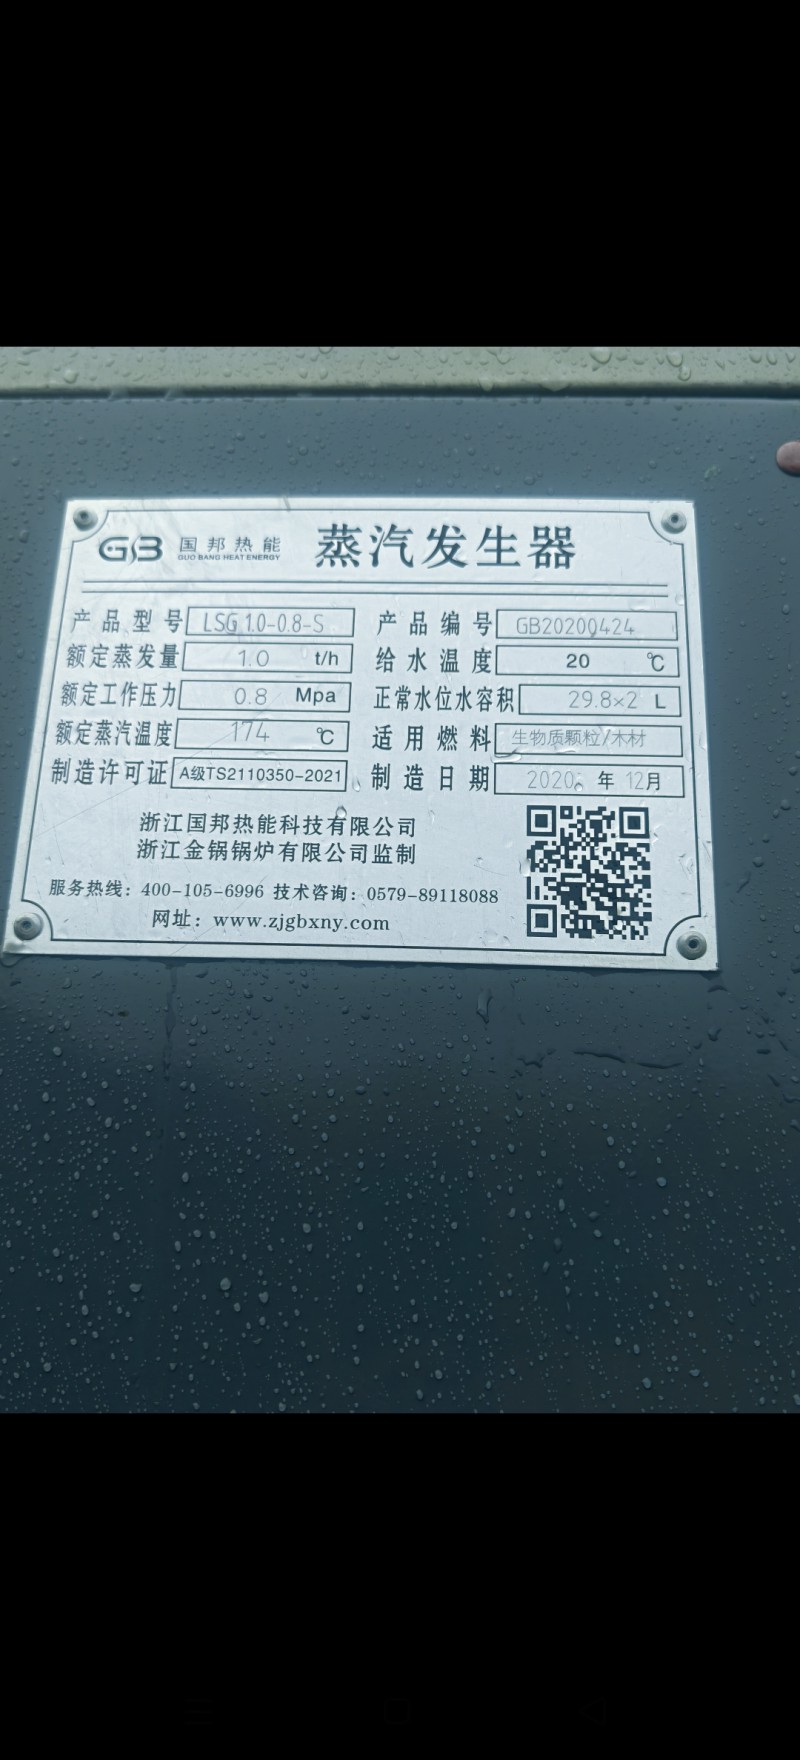 GB 国邦热能 GUO BANG HEAT ENERGY 蒸汽发生器
产品型号 LSG 1.0-0.8-S 产品编号 GB20200424
额定蒸发量 1.0 t/h 给水温度 20 ℃
额定工作压力 0.8 Mpa 正常水位水容积 29.8×2 L
额定蒸汽温度 174 ℃ 适用燃料 生物质颗粒/木材
制造许可证 A级TS2110350-2021 制造日期 2020 年 12月
浙江国邦热能科技有限公司
浙江金锅锅炉有限公司监制
服务热线：400-105-6996 技术咨询：0579-89118088
网址：www.zjgbxny.com